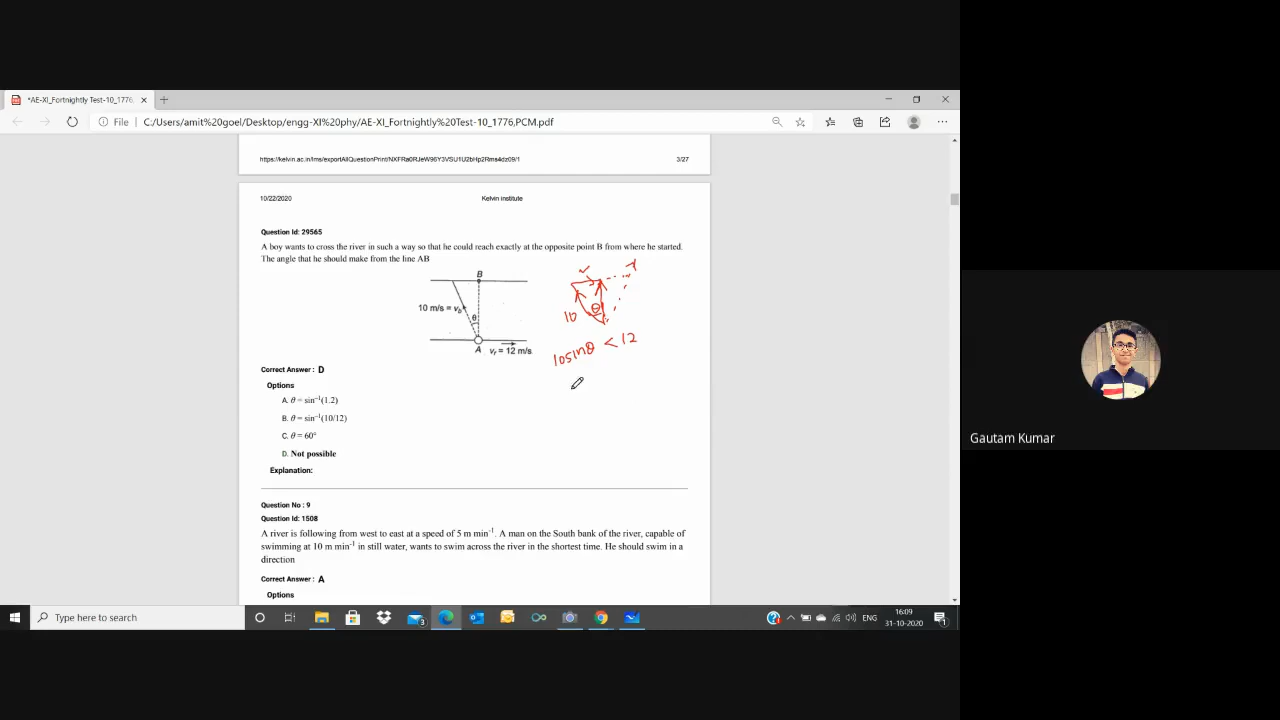 *AE-XI_Fortnightly Test-10_1776,
File
C:/Users/amit%20goel/Desktop/engg-XI%20phy/AE-XI_Fortnightly%20Test-10_1776,PCM.pdf
3/27
10/22/2020
Kelvin institute
Question Id: 29565
A boy wants to cross the river in such a way so that he could reach exactly at the opposite point B from where he started.
The angle that he should make from the line AB
B
10 m/s = v_b
θ
A v_r = 12 m/s
10
θ
10sinθ < 12
Correct Answer : D
Options
A. θ = sin⁻¹(1.2)
B. θ = sin⁻¹(10/12)
C. θ = 60°
D. Not possible
Explanation:
Question No : 9
Question Id: 1508
A river is following from west to east at a speed of 5 m min⁻¹. A man on the South bank of the river, capable of
swimming at 10 m min⁻¹ in still water, wants to swim across the river in the shortest time. He should swim in a
direction
Correct Answer : A
Options
Gautam Kumar
Type here to search
3
ENG
16:09
31-10-2020
1